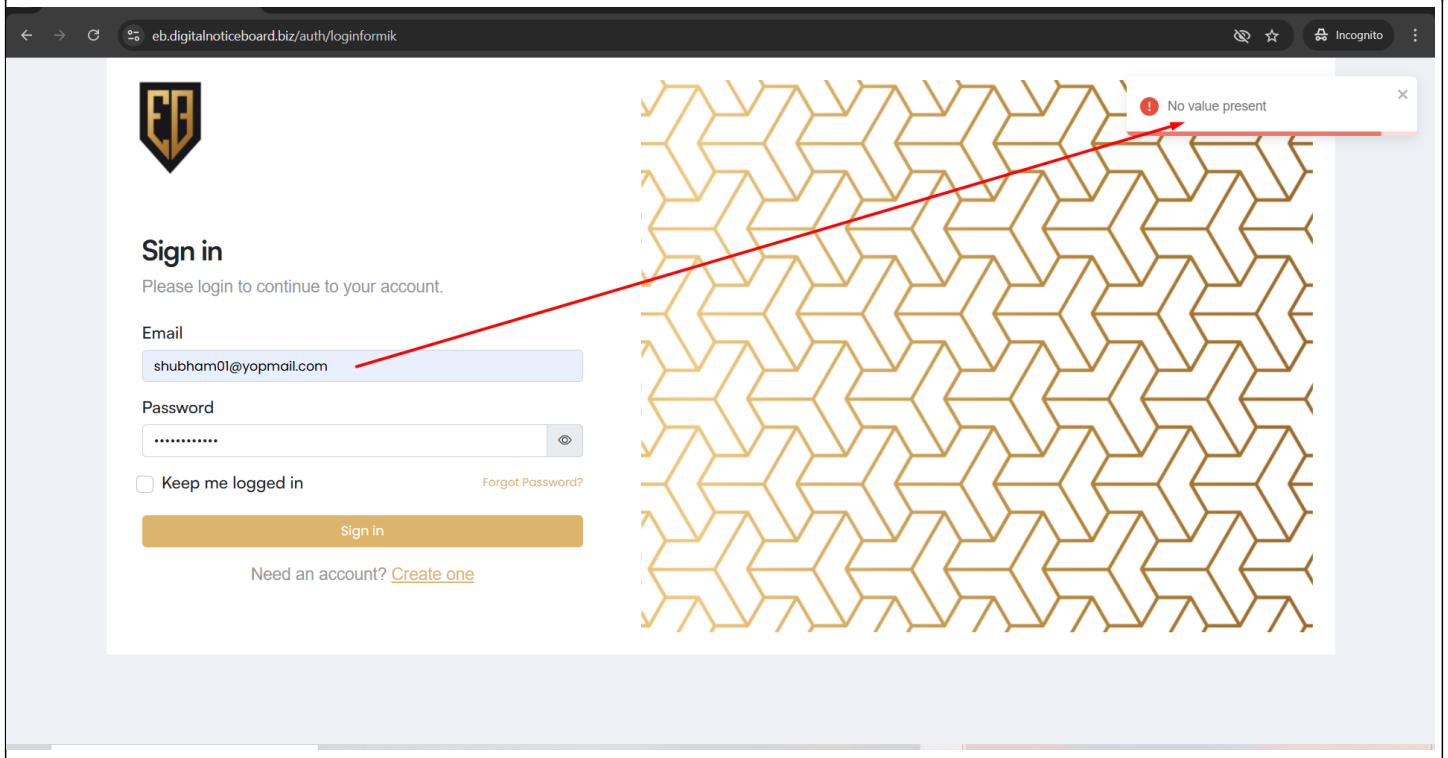 eb.digitalnoticeboard.biz/auth/loginformik
Incognito
EB
No value present
Sign in
Please login to continue to your account.
Email
shubham01@yopmail.com
Password
••••••••••••
Keep me logged in
Forgot Password?
Sign in
Need an account? Create one